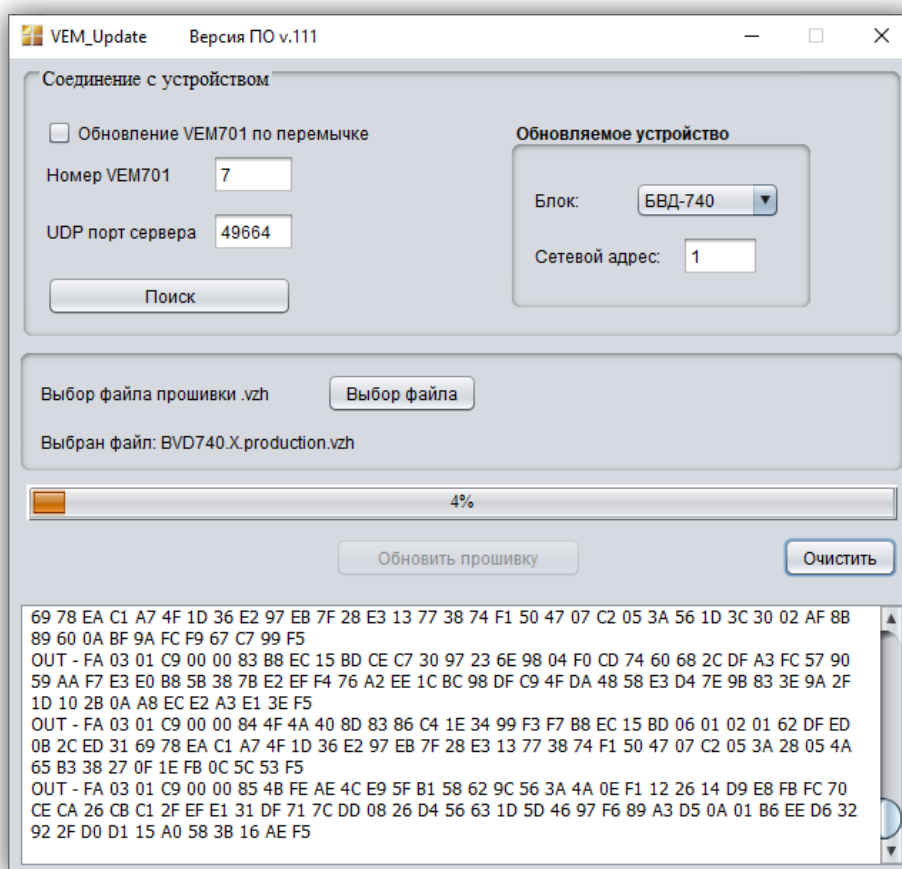 VEM_Update Версия ПО v.111
Соединение с устройством
Обновление VEM701 по перемычке
Номер VEM701 7
UDP порт сервера 49664
Поиск
Обновляемое устройство
Блок: БВД-740
Сетевой адрес: 1
Выбор файла прошивки .vzh Выбор файла
Выбран файл: BVD740.X.production.vzh
4%
Обновить прошивку Очистить
69 78 EA C1 A7 4F 1D 36 E2 97 EB 7F 28 E3 13 77 38 74 F1 50 47 07 C2 05 3A 56 1D 3C 30 02 AF 8B
89 60 0A BF 9A FC F9 67 C7 99 F5
OUT - FA 03 01 C9 00 00 83 B8 EC 15 BD CE C7 30 97 23 6E 98 04 F0 CD 74 60 68 2C DF A3 FC 57 90
59 AA F7 E3 E0 B8 5B 38 7B E2 EF F4 76 A2 EE 1C BC 98 DF C9 4F DA 48 58 E3 D4 7E 9B 83 3E 9A 2F
1D 10 2B 0A A8 EC E2 A3 E1 3E F5
OUT - FA 03 01 C9 00 00 84 4F 4A 40 8D 83 86 C4 1E 34 99 F3 F7 B8 EC 15 BD 06 01 02 01 62 DF ED
0B 2C ED 31 69 78 EA C1 A7 4F 1D 36 E2 97 EB 7F 28 E3 13 77 38 74 F1 50 47 07 C2 05 3A 28 05 4A
65 B3 38 27 0F 1E FB 0C 5C 53 F5
OUT - FA 03 01 C9 00 00 85 4B FE AE 4C E9 5F B1 58 62 9C 56 3A 4A 0E F1 12 26 14 D9 E8 FB FC 70
CE CA 26 CB C1 2F EF E1 31 DF 71 7C DD 08 26 D4 56 63 1D 5D 46 97 F6 89 A3 D5 0A 01 B6 EE D6 32
92 2F D0 D1 15 A0 58 3B 16 AE F5